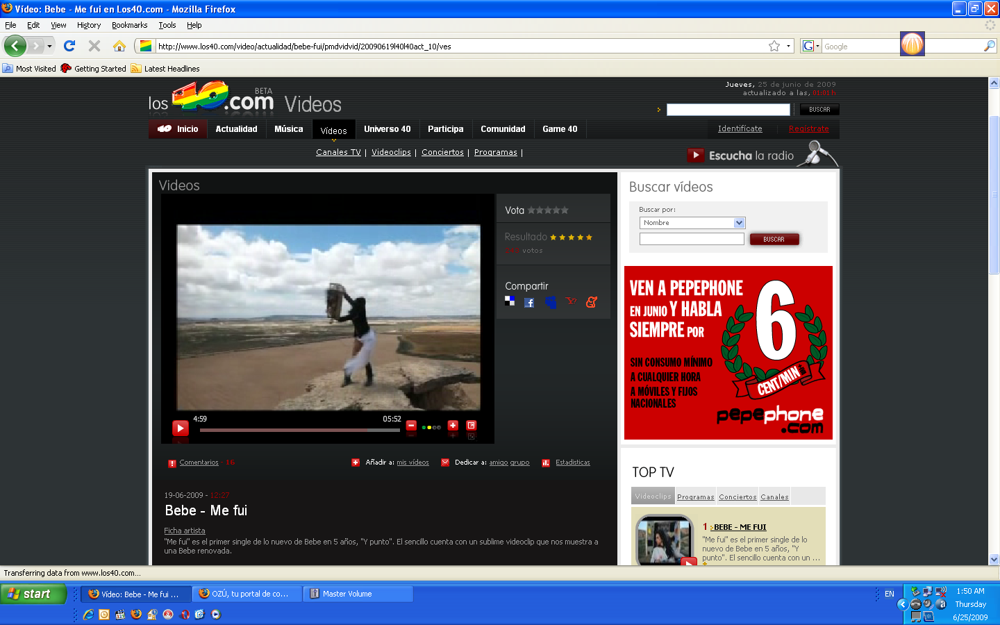 Vídeo: Bebe - Me fui en Los40.com - Mozilla Firefox
File Edit View History Bookmarks Tools Help
http://www.los40.com/video/actualidad/bebe-fui/pmdvidvid/20090619l40l40act_10/ves
Google
Most Visited Getting Started Latest Headlines
los 40.com BETA Videos
Jueves, 25 de junio de 2009
actualizado a las, 01:01 h
BUSCAR
40 Inicio Actualidad Música Vídeos Universo 40 Participa Comunidad Game 40
Identifícate Regístrate
Canales TV | Videoclips | Conciertos | Programas |
Escucha la radio
Videos
Vota
Resultado
votos
Compartir
4:59 05:52
Comentarios - 16
Añadir a: mis vídeos
Dedicar a: amigo grupo
Estadisticas
19-06-2009 - 12:27
Bebe - Me fui
Ficha artista
"Me fui" es el primer single de lo nuevo de Bebe en 5 años, "Y punto". El sencillo cuenta con un sublime videoclip que nos muestra a
una Bebe renovada.
Buscar vídeos
Buscar por:
Nombre
BUSCAR
VEN A PEPEPHONE
EN JUNIO Y HABLA
SIEMPRE POR
6
CENT/MIN
SIN CONSUMO MÍNIMO
A CUALQUIER HORA
A MÓVILES Y FIJOS
NACIONALES
pepephone
.com
TOP TV
Videoclips Programas Conciertos Canales
1 BEBE - ME FUI
"Me fui" es el primer single de lo
nuevo de Bebe en 5 años, "Y
punto". El sencillo cuenta con un ...
Transferring data from www.los40.com...
start
Vídeo: Bebe - Me fui ...
OZÚ, tu portal de co...
Master Volume
EN
1:50 AM
Thursday
6/25/2009